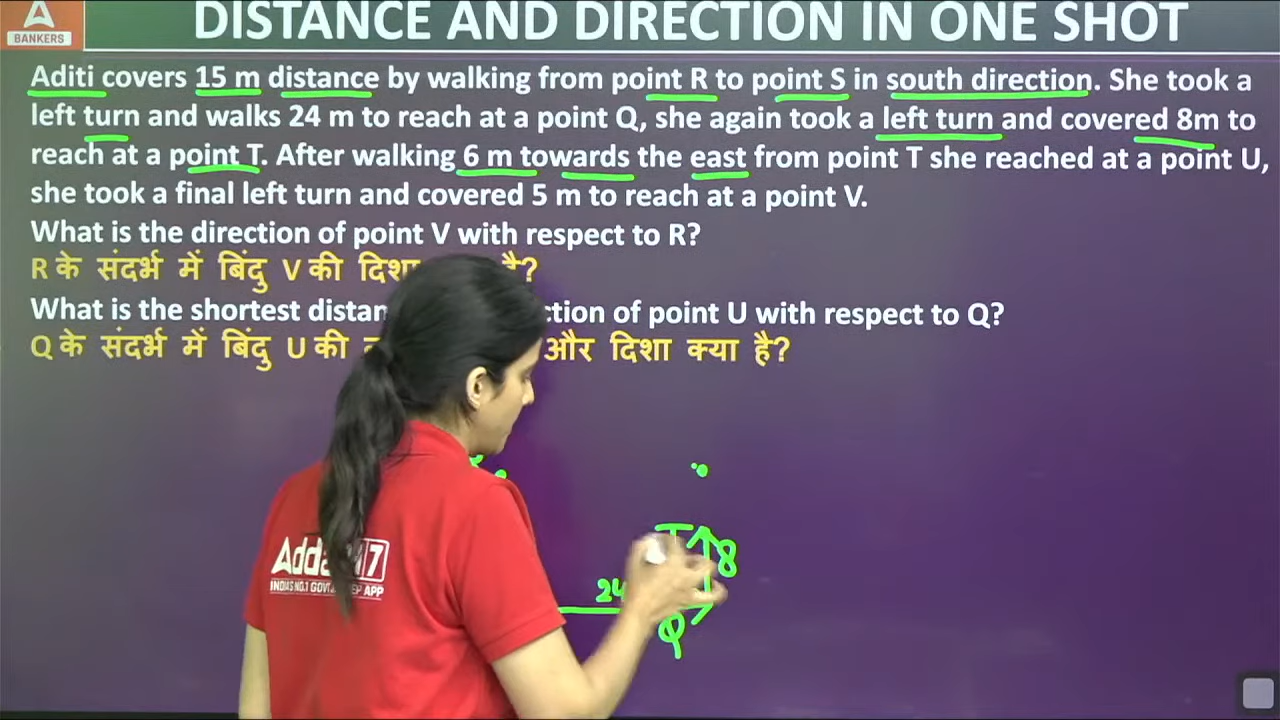 A
BANKERS
DISTANCE AND DIRECTION IN ONE SHOT
Aditi covers 15 m distance by walking from point R to point S in south direction. She took a
left turn and walks 24 m to reach at a point Q, she again took a left turn and covered 8m to
reach at a point T. After walking 6 m towards the east from point T she reached at a point U,
she took a final left turn and covered 5 m to reach at a point V.
What is the direction of point V with respect to R?
R के संदर्भ में बिंदु V की है?
What is the shortest of point U with respect to Q?
Q के संदर्भ में बिंदु U की और दिशा क्या है?
T
8
24
Q
7
INDIA'S NO.1 APP